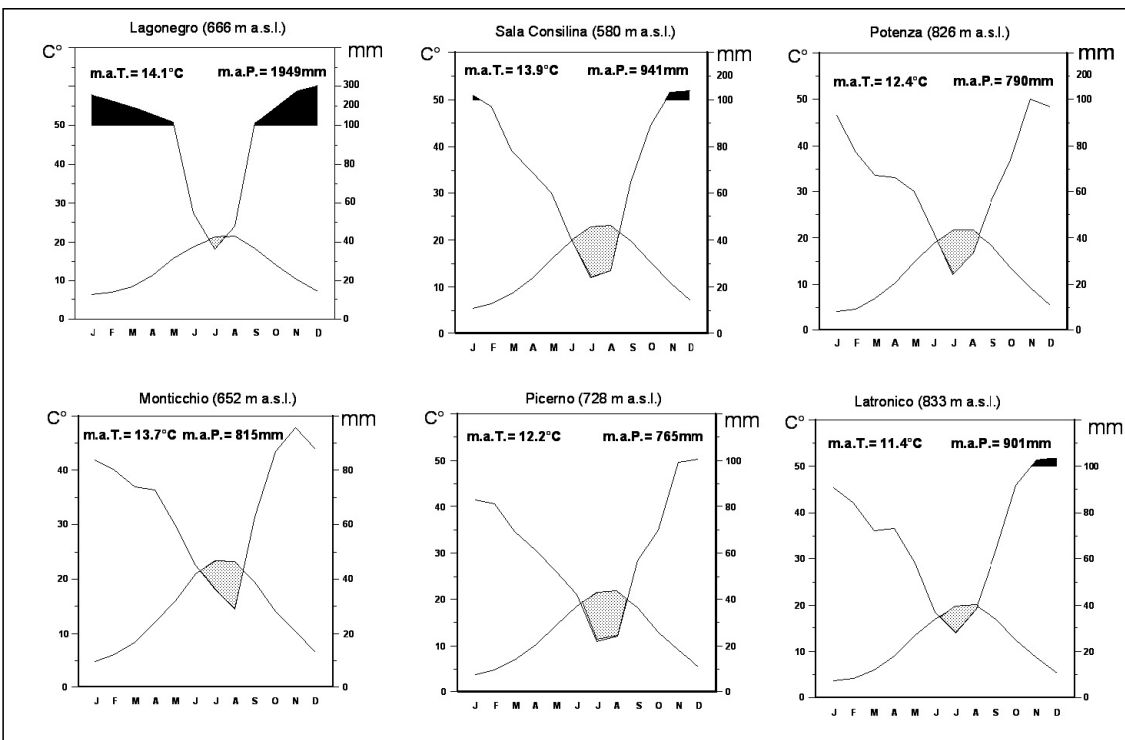 Lagonegro (666 m a.s.l.)
C° mm
m.a.T. = 14.1°C m.a.P. = 1949mm
300
200
50 100
40 80
30 60
20 40
10 20
0 0
J F M A M J J A S O N D
Sala Consilina (580 m a.s.l.)
C° mm
m.a.T. = 13.9°C m.a.P. = 941mm
200
50 100
40 80
30 60
20 40
10 20
0 0
J F M A M J J A S O N D
Potenza (826 m a.s.l.)
C° mm
m.a.T. = 12.4°C m.a.P. = 790mm
200
50 100
40 80
30 60
20 40
10 20
0 0
J F M A M J J A S O N D
Monticchio (652 m a.s.l.)
C° mm
m.a.T. = 13.7°C m.a.P. = 815mm
40 80
30 60
20 40
10 20
0 0
J F M A M J J A S O N D
Picerno (728 m a.s.l.)
C° mm
m.a.T. = 12.2°C m.a.P. = 765mm
50 100
40 80
30 60
20 40
10 20
0 0
J F M A M J J A S O N D
Latronico (833 m a.s.l.)
C° mm
m.a.T. = 11.4°C m.a.P. = 901mm
50 100
40 80
30 60
20 40
10 20
0 0
J F M A M J J A S O N D